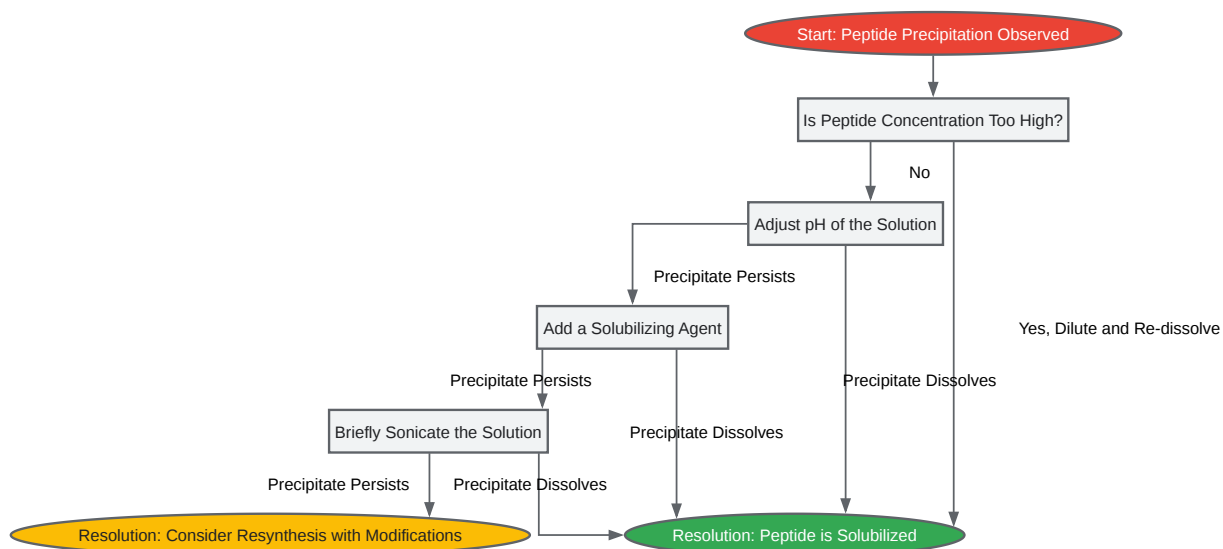 Start: Peptide Precipitation Observed
Is Peptide Concentration Too High?
No
Adjust pH of the Solution
Precipitate Persists
Add a Solubilizing Agent
Yes, Dilute and Re-dissolve
Precipitate Persists
Precipitate Dissolves
Briefly Sonicate the Solution
Precipitate Dissolves
Precipitate Persists
Precipitate Dissolves
Resolution: Consider Resynthesis with Modifications
Resolution: Peptide is Solubilized